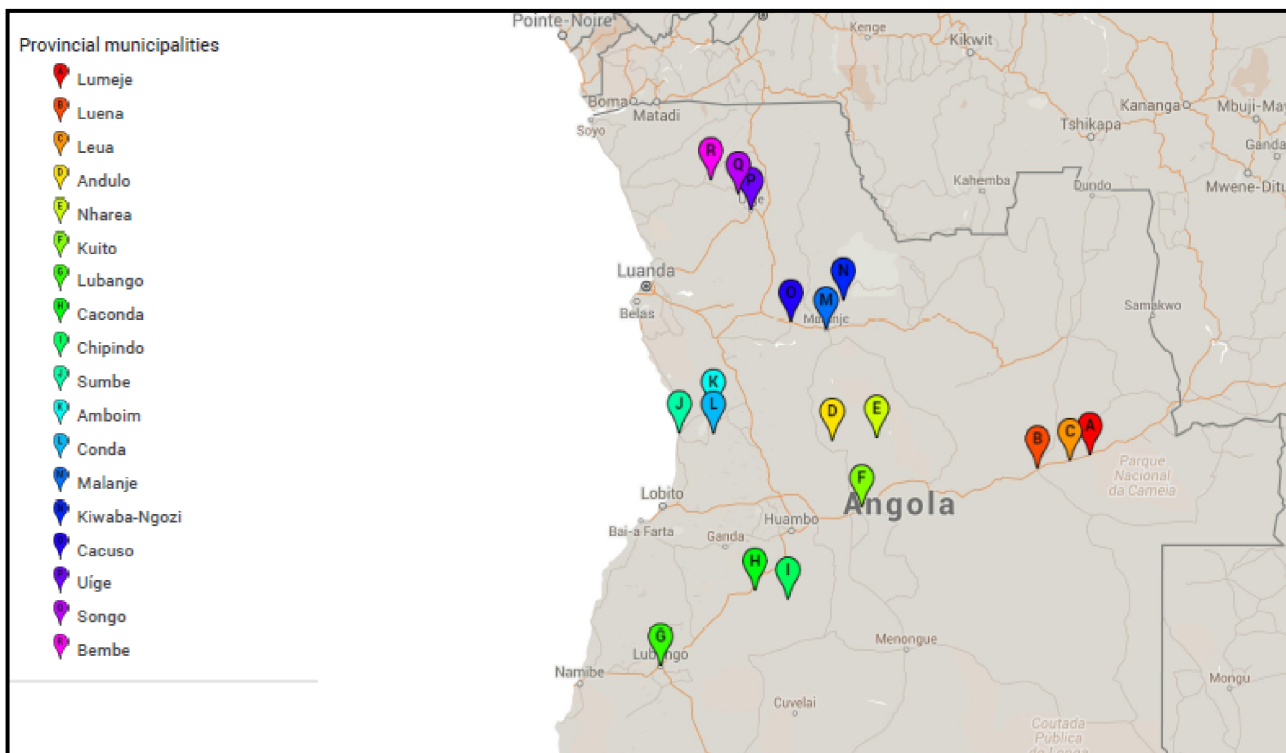 Provincial municipalities
A Lumeje
B Luena
C Leua
D Andulo
E Nharea
F Kuito
G Lubango
H Caconda
I Chipindo
J Sumbe
K Amboim
L Conda
M Malanje
N Kiwaba-Ngozi
O Cacuso
P Uíge
Q Songo
R Bembe
Pointe-Noire
Kenge
Kikwit
Boma
Matadi
Soyo
Kananga
Mbuji-May
Tshikapa
Ganda
R
Q
P
Kahemba
Dundo
Mwene-Ditu
Luanda
Belas
N
O
M
Samakwo
K
J
L
D
E
B
C
A
Parque
Nacional
da Cameia
F
Angola
Lobito
Bai-a Farta
Huambo
Ganda
H
I
G
Lubango
Menongue
Namibe
Cuvelai
Mongu
Coutada
Pública